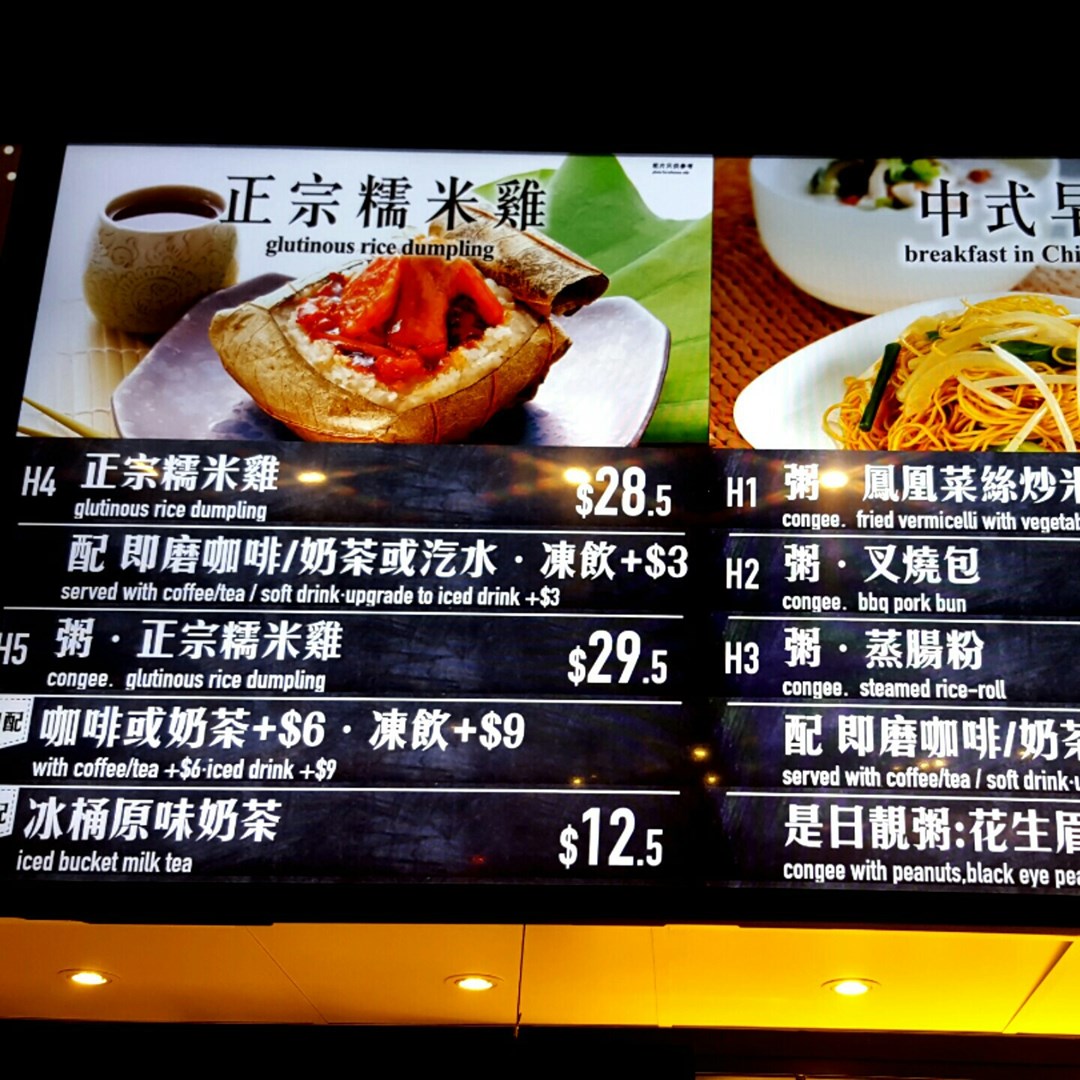 正宗糯米雞
glutinous rice dumpling
H4 正宗糯米雞 $28.5
glutinous rice dumpling
配 即磨咖啡/奶茶或汽水·凍飲+$3
served with coffee/tea / soft drink·upgrade to iced drink +$3
H5 粥·正宗糯米雞 $29.5
congee. glutinous rice dumpling
配 咖啡或奶茶+$6·凍飲+$9
with coffee/tea +$6·iced drink +$9
冰桶原味奶茶 $12.5
iced bucket milk tea
中式早
breakfast in Chi
H1 粥·鳳凰菜絲炒米
congee. fried vermicelli with vegetab
H2 粥·叉燒包
congee. bbq pork bun
H3 粥·蒸腸粉
congee. steamed rice-roll
配 即磨咖啡/奶茶
served with coffee/tea / soft drink·u
是日靚粥:花生眉
congee with peanuts,black eye pea